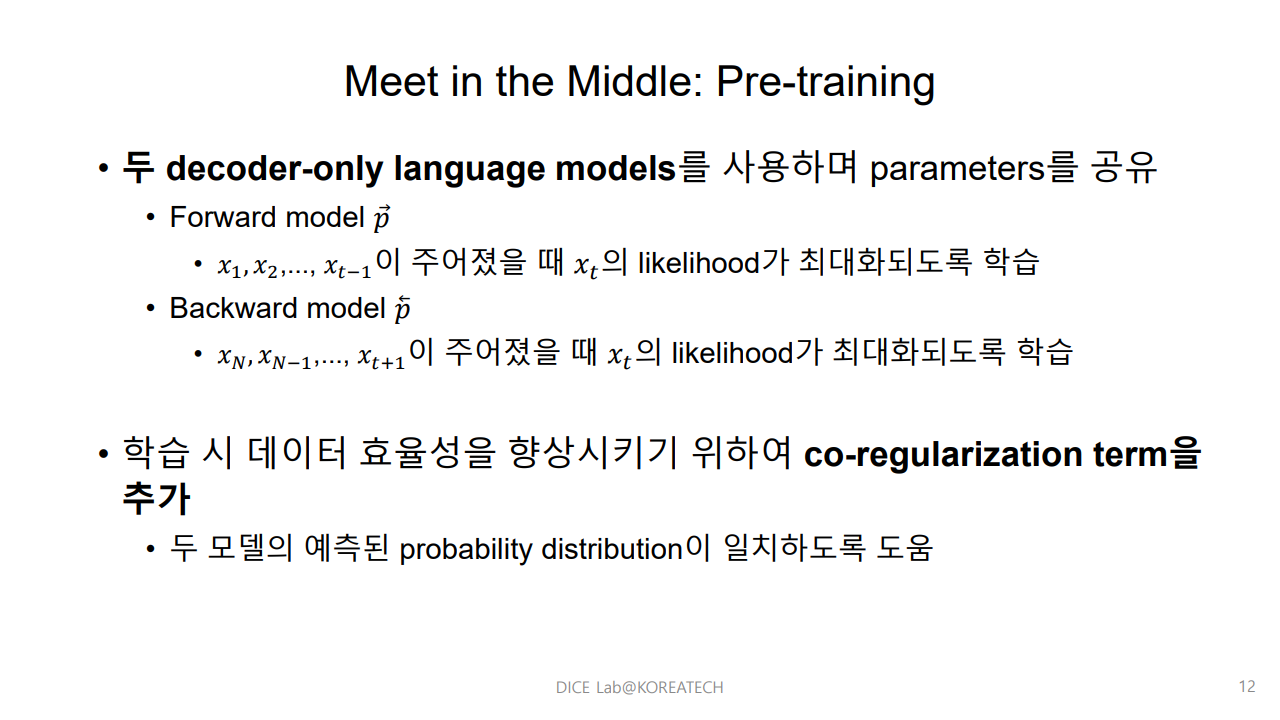 Meet in the Middle: Pre-training
• 두 decoder-only language models를 사용하며 parameters를 공유
• Forward model $\vec{p}$
• $x_1, x_2$,..., $x_{t-1}$이 주어졌을 때 $x_t$의 likelihood가 최대화되도록 학습
• Backward model $\overleftarrow{p}$
• $x_N, x_{N-1}$,..., $x_{t+1}$이 주어졌을 때 $x_t$의 likelihood가 최대화되도록 학습
• 학습 시 데이터 효율성을 향상시키기 위하여 co-regularization term을
추가
• 두 모델의 예측된 probability distribution이 일치하도록 도움
DICE Lab@KOREATECH
12